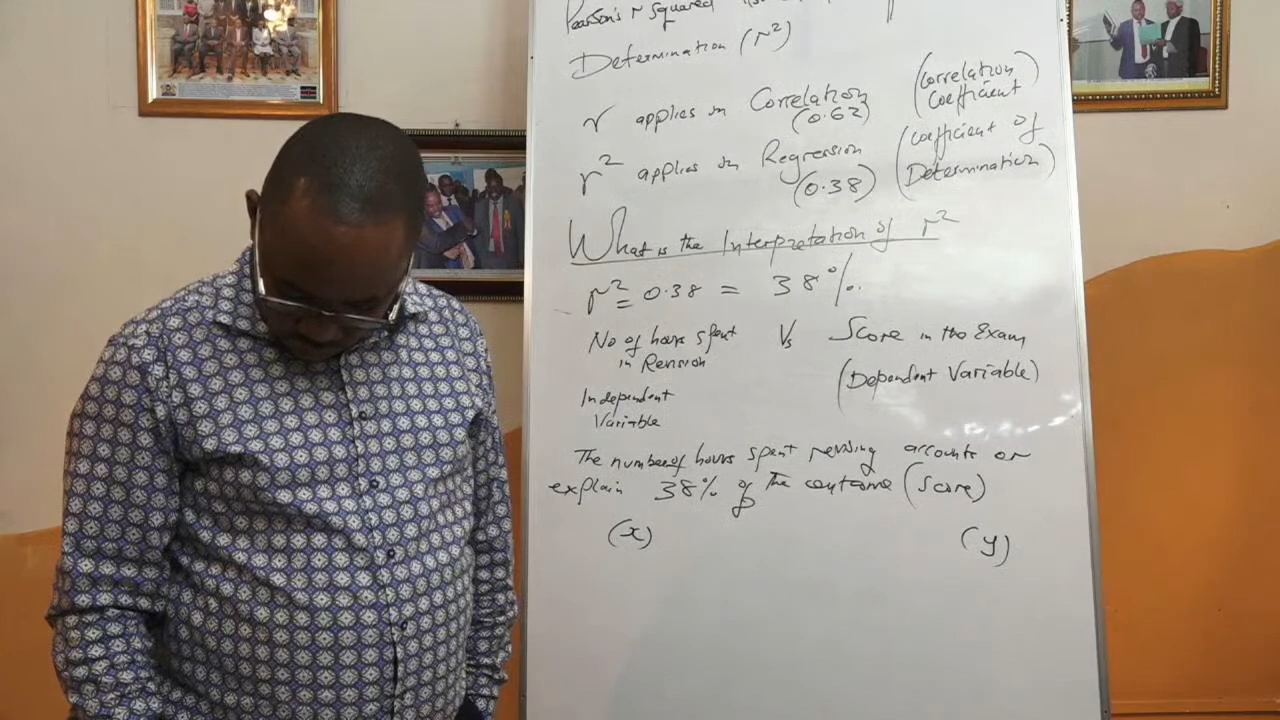 Pearson's r squared
Determination (r²)
r applies in Correlation (Correlation Coefficient)
(0.62)
r² applies in Regression (Coefficient of Determination)
(0.38)
What is the Interpretation of r²
r² = 0.38 = 38%.
No of hours spent in Revision Vs Score in the Exam
Independent Variable (Dependent Variable)
The number of hours spent revising accounts or
explain 38% of the outcome (Score)
(x) (y)